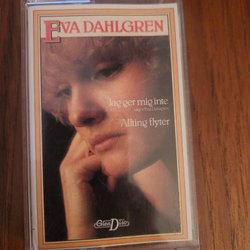 EVA DAHLGREN
Jag ger mig inte
Allting flyter